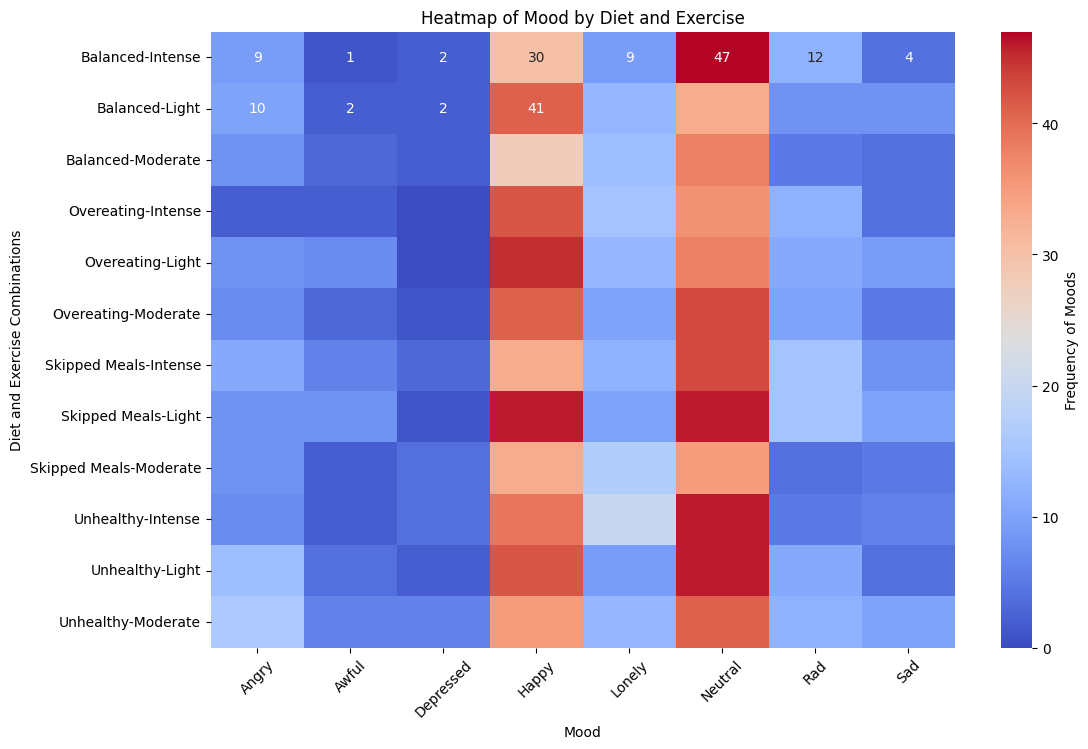 Heatmap of Mood by Diet and Exercise
Balanced-Intense 9 1 2 30 9 47 12 4
Balanced-Light 10 2 2 41
Balanced-Moderate
Overeating-Intense
Overeating-Light
Overeating-Moderate
Skipped Meals-Intense
Skipped Meals-Light
Skipped Meals-Moderate
Unhealthy-Intense
Unhealthy-Light
Unhealthy-Moderate
Diet and Exercise Combinations
Angry Awful Depressed Happy Lonely Neutral Rad Sad
Mood
40
30
20
10
0
Frequency of Moods